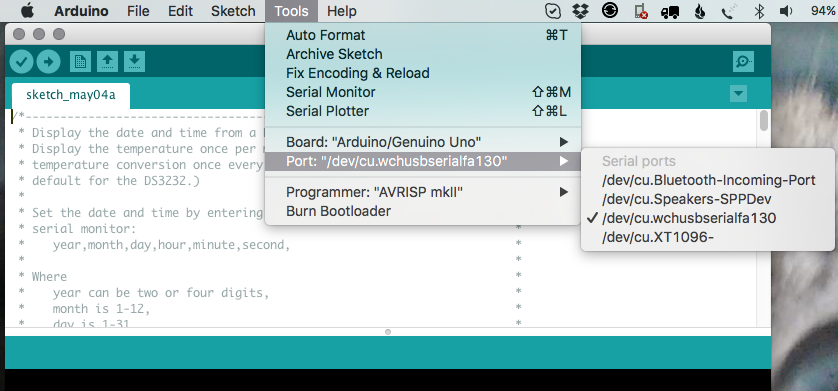 Arduino File Edit Sketch Tools Help 94%
sketch_may04a
Auto Format ⌘T
Archive Sketch
Fix Encoding & Reload
Serial Monitor ⇧⌘M
Serial Plotter ⇧⌘L
Board: "Arduino/Genuino Uno"
Port: "/dev/cu.wchusbserialfa130"
Programmer: "AVRISP mkII"
Burn Bootloader
Serial ports
/dev/cu.Bluetooth-Incoming-Port
/dev/cu.Speakers-SPPDev
✓ /dev/cu.wchusbserialfa130
/dev/cu.XT1096-
/*-----------------------------
* Display the date and time from a
* Display the temperature once per
* temperature conversion once every
* default for the DS3232.)
*
* Set the date and time by entering
* serial monitor: *
* year,month,day,hour,minute,second, *
* *
* Where *
* year can be two or four digits, *
* month is 1-12, *
* day is 1-31 *